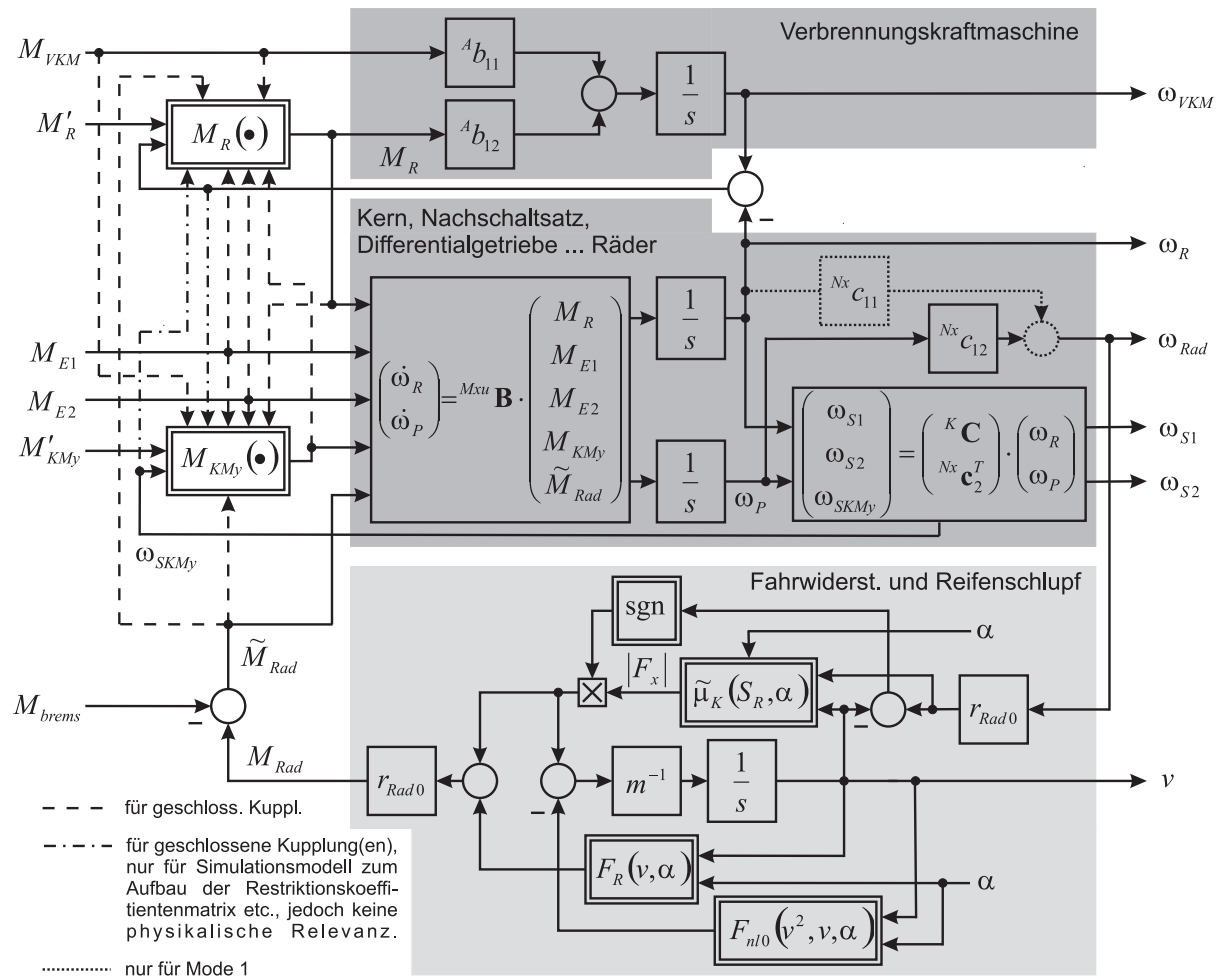 Verbrennungskraftmaschine
M_VKM
^A b_11
1
s
ω_VKM
M'_R
M_R(•)
^A b_12
M_R
–
Kern, Nachschaltsatz,
Differentialgetriebe ... Räder
ω_R
^Nx c_11
1
s
M_R
M_E1
^Nx c_12
ω_Rad
M_E1
(ω̇_R ω̇_P) = ^Mxu B · (M_R M_E1 M_E2 M_KMy M̃_Rad)
M_E2
M'_KMy
M_KMy(•)
(ω_S1 ω_S2 ω_SKMy) = (^K C ^Nx c_2^T) · (ω_R ω_P)
ω_S1
1
s
ω_P
ω_S2
ω_SKMy
Fahrwiderst. und Reifenschlupf
sgn
α
M̃_Rad
|F_x|
μ̃_K(S_R,α)
M_brems
–
–
r_Rad0
M_Rad
r_Rad0
–
m^-1
1
s
v
F_R(v,α)
α
F_nl0(v^2,v,α)
für geschloss. Kuppl.
für geschlossene Kupplung(en),
nur für Simulationsmodell zum
Aufbau der Restriktionskoeffi-
tientenmatrix etc., jedoch keine
physikalische Relevanz.
nur für Mode 1